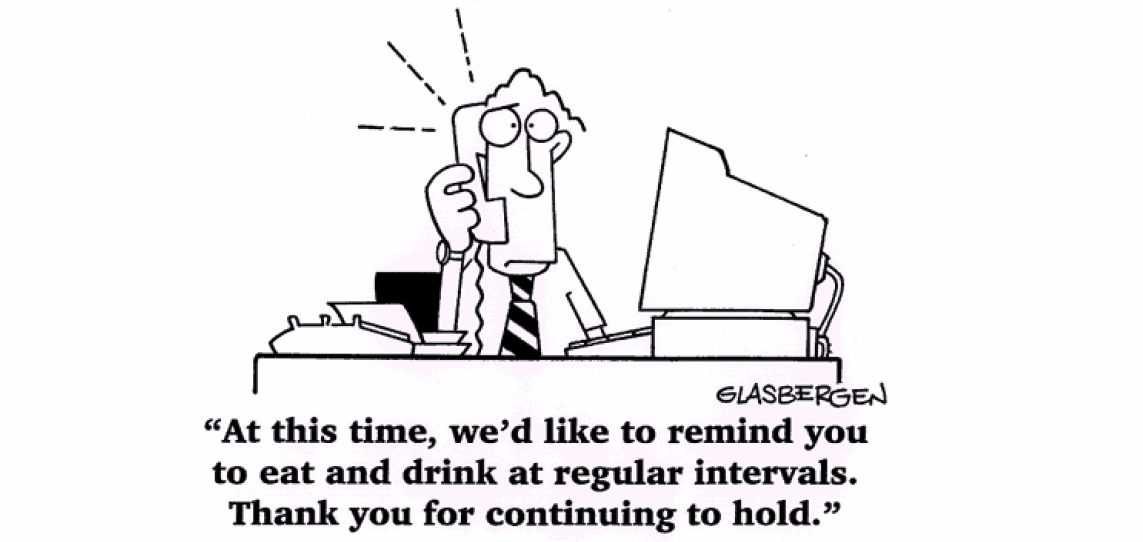 GLASBERGEN
“At this time, we’d like to remind you
to eat and drink at regular intervals.
Thank you for continuing to hold.”